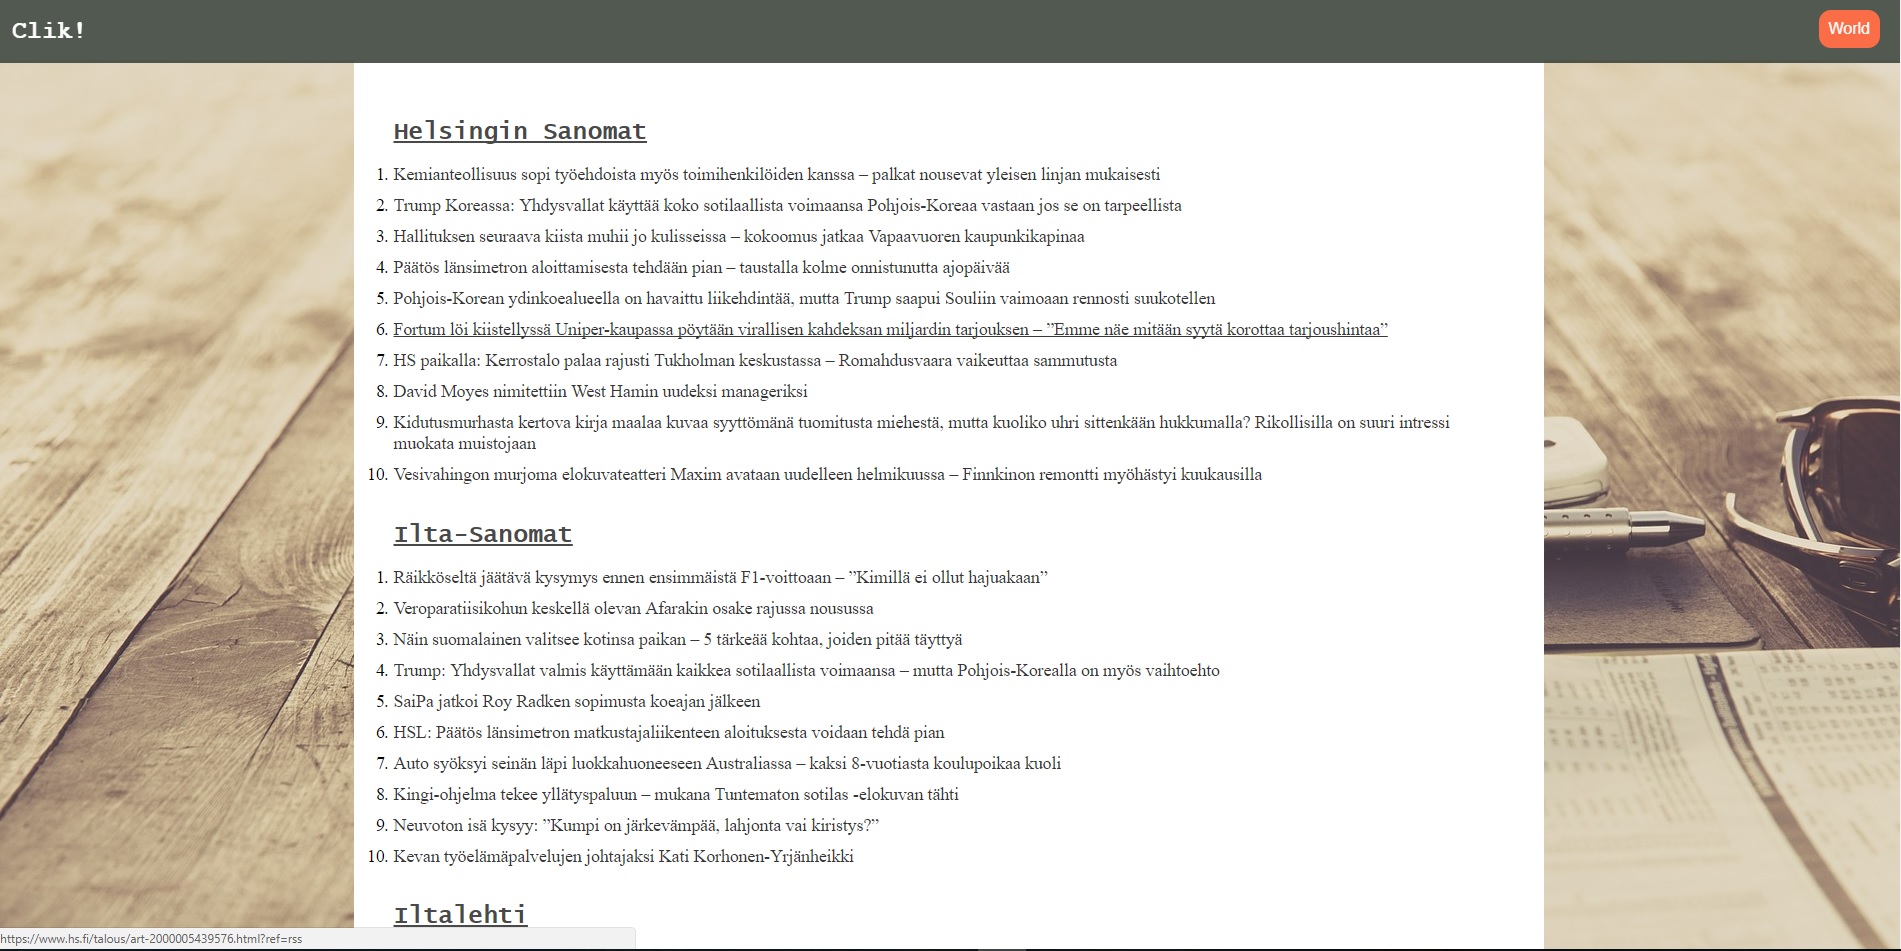 Clik!
World
Helsingin Sanomat
1. Kemianteollisuus sopi työehdoista myös toimihenkilöiden kanssa – palkat nousevat yleisen linjan mukaisesti
2. Trump Koreassa: Yhdysvallat käyttää koko sotilaallista voimaansa Pohjois-Koreaa vastaan jos se on tarpeellista
3. Hallituksen seuraava kiista muhii jo kulisseissa – kokoomus jatkaa Vapaavuoren kaupunkikapinaa
4. Päätös länsimetron aloittamisesta tehdään pian – taustalla kolme onnistunutta ajopäivää
5. Pohjois-Korean ydinkoealueella on havaittu liikehdintää, mutta Trump saapui Souliin vaimoaan rennosti suukotellen
6. Fortum löi kiistellyssä Uniper-kaupassa pöytään virallisen kahdeksan miljardin tarjouksen – ”Emme näe mitään syytä korottaa tarjoushintaa”
7. HS paikalla: Kerrostalo palaa rajusti Tukholman keskustassa – Romahdusvaara vaikeuttaa sammutusta
8. David Moyes nimitettiin West Hamin uudeksi manageriksi
9. Kidutusmurhasta kertova kirja maalaa kuvaa syyttömänä tuomitusta miehestä, mutta kuoliko uhri sittenkään hukkumalla? Rikollisilla on suuri intressi
muokata muistojaan
10. Vesivahingon murjoma elokuvateatteri Maxim avataan uudelleen helmikuussa – Finnkinon remontti myöhästyi kuukausilla
Ilta-Sanomat
1. Räikköseltä jäätävä kysymys ennen ensimmäistä F1-voittoaan – ”Kimillä ei ollut hajuakaan”
2. Veroparatiisikohun keskellä olevan Afarakin osake rajussa nousussa
3. Näin suomalainen valitsee kotinsa paikan – 5 tärkeää kohtaa, joiden pitää täyttyä
4. Trump: Yhdysvallat valmis käyttämään kaikkea sotilaallista voimaansa – mutta Pohjois-Korealla on myös vaihtoehto
5. SaiPa jatkoi Roy Radken sopimusta koeajan jälkeen
6. HSL: Päätös länsimetron matkustajaliikenteen aloituksesta voidaan tehdä pian
7. Auto syöksyi seinän läpi luokkahuoneeseen Australiassa – kaksi 8-vuotiasta koulupoikaa kuoli
8. Kingi-ohjelma tekee yllätyspaluun – mukana Tuntematon sotilas -elokuvan tähti
9. Neuvoton isä kysyy: ”Kumpi on järkevämpää, lahjonta vai kiristys?”
10. Kevan työelämäpalvelujen johtajaksi Kati Korhonen-Yrjänheikki
Iltalehti
https://www.hs.fi/talous/art-2000005439576.html?ref=rss